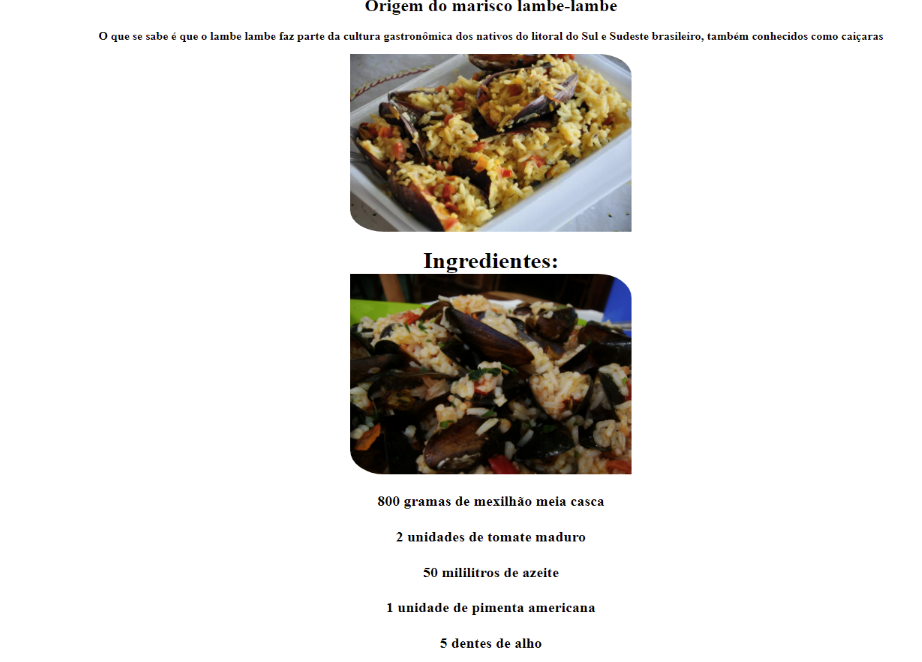 Origem do marisco lambe-lambe
O que se sabe é que o lambe lambe faz parte da cultura gastronômica dos nativos do litoral do Sul e Sudeste brasileiro, também conhecidos como caiçaras
Ingredientes:
800 gramas de mexilhão meia casca
2 unidades de tomate maduro
50 mililitros de azeite
1 unidade de pimenta americana
5 dentes de alho